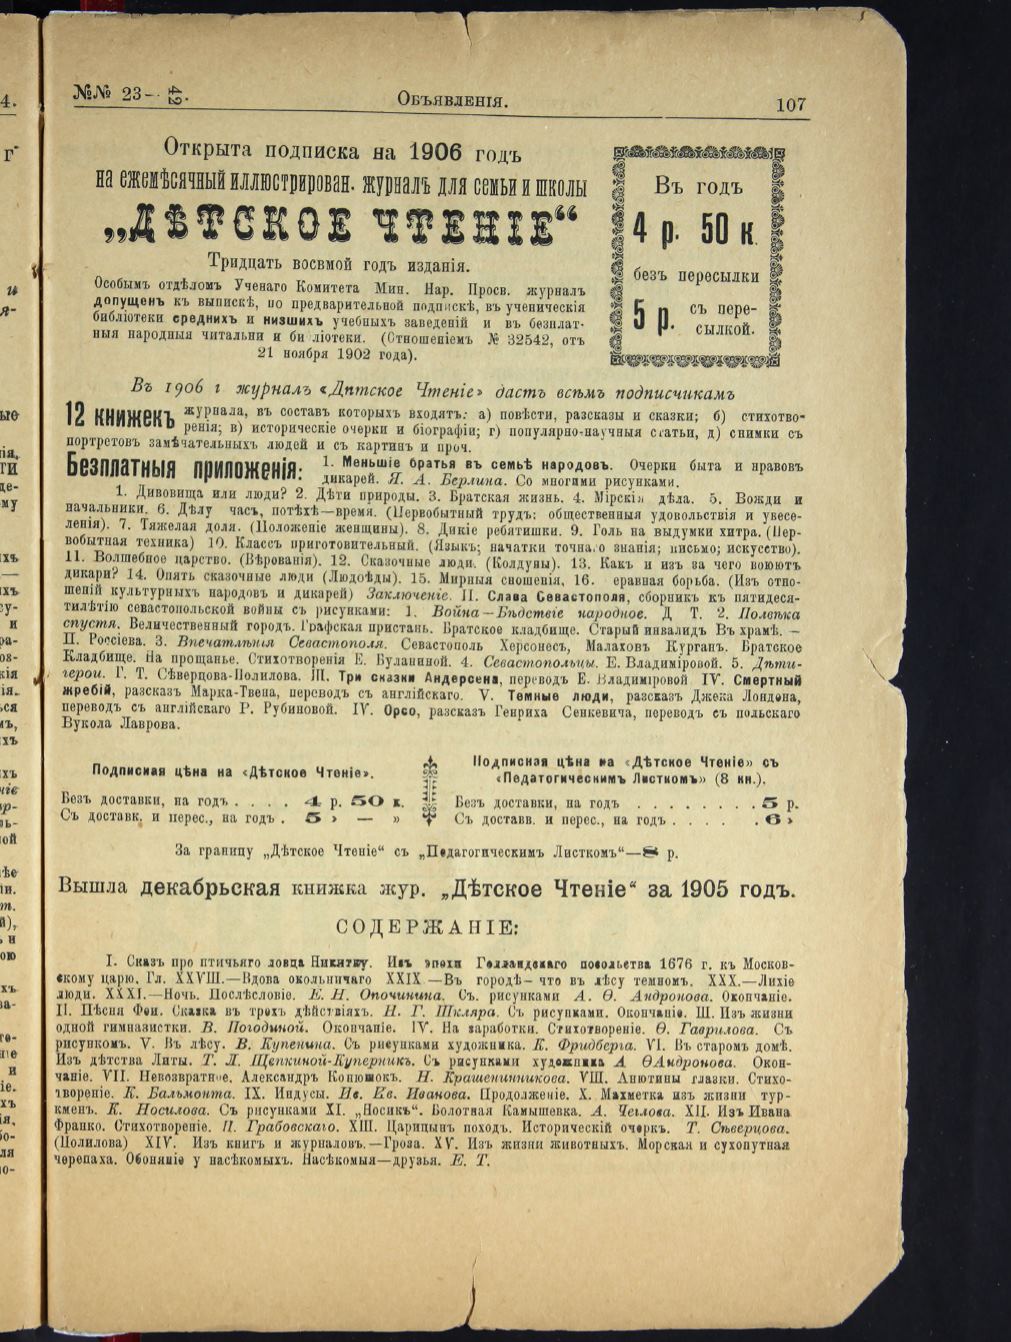 №№ 23— 42.
Объявленія.
107
Открыта подписка на 1906 годъ
на ежемѣсячный иллюстрирован. журналъ для семьи и школы
„ДѢТСКОЕ ЧТЕНІЕ“
Тридцать восьмой годъ изданія.
Особымъ отдѣломъ Ученаго Комитета Мин. Нар. Просв. журналъ
допущенъ къ выпискѣ, по предварительной подпискѣ, въ ученическія
библіотеки среднихъ и низшихъ учебныхъ заведеній и въ безплат-
ныя народныя читальни и би ліотеки. (Отношеніемъ № 32542, отъ
21 ноября 1902 года).
Въ годъ
4 р. 50 к.
безъ пересылки
5 р. съ пере-
сылкой.
Въ 1906 г журналъ «Дѣтское Чтеніе» дастъ всѣмъ подписчикамъ
12 книжекъ журнала, въ составъ которыхъ входятъ: а) повѣсти, разсказы и сказки; б) стихотво-
ренія; в) историческіе очерки и біографіи; г) популярно-научныя статьи, д) снимки съ
портретовъ замѣчательныхъ людей и съ картинъ и проч.
Безплатныя приложенія: 1. Меньшіе братья въ семьѣ народовъ. Очерки быта и нравовъ
дикарей. Я. А. Берлина. Со многими рисунками.
1. Дивовища или люди? 2. Дѣти природы. 3. Братская жизнь. 4. Мірскія дѣла. 5. Вожди и
начальники. 6. Дѣлу часъ, потѣхѣ—время. (Первобытный трудъ: общественныя удовольствія и увесе-
ленія). 7. Тяжелая доля. (Положеніе женщины). 8. Дикіе ребятишки. 9. Голь на выдумки хитра. (Пер-
вобытная техника) 10. Классъ приготовительный. (Языкъ; начатки точна.о знанія; письмо; искусство).
11. Волшебное царство. (Вѣрованія). 12. Сказочные люди. (Колдуны). 13. Какъ и изъ за чего воюютъ
дикари? 14. Опять сказочные люди (Людоѣды). 15. Мирныя сношенія, 16. еравная борьба. (Изъ отно-
шеній культурныхъ народовъ и дикарей) Заключеніе. II. Слава Севастополя, сборникъ къ пятидеся-
тилѣтію севастопольской войны съ рисунками: 1. Война—Бѣдствіе народное. Д Т. 2. Полвѣка
спустя. Величественный городъ. Графская пристань. Братское кладбище. Старый инвалидъ Въ храмѣ. —
П. Россіева. 3. Впечатлѣнія Севастополя. Севастополь Херсонесъ, Малаховъ Курганъ. Братское
Кладбище. На прощанье. Стихотворенія Е. Буланиной. 4. Севастопольцы. Е. Владиміровой. 5. Дѣти-
герои. Г. Т. Сѣверцова-Полилова. III. Три сказки Андерсена, переводъ Е. Владиміровой IV. Смертный
жребій, разсказъ Марка-Твена, переводъ съ англійскаго. V. Темные люди, разсказъ Джека Лондона,
переводъ съ англійскаго Р. Рубиновой. IV. Орсо, разсказъ Генриха Сенкевича, переводъ съ польскаго
Вукола Лаврова.
Подписная цѣна на «Дѣтское Чтеніе».
Безъ доставки, на годъ . . . . 4 р. 50 к.
Съ доставк. и перес., на годъ . 5 » — »
Подписная цѣна на «Дѣтское Чтеніе» съ
«Педагогическимъ Листкомъ» (8 кн.).
Безъ доставки, на годъ . . . . . . . . 5 р.
Съ доставв. и перес., на годъ . . . . . 6 »
За границу „Дѣтское Чтеніе“ съ „Педагогическимъ Листкомъ“—8 р.
Вышла декабрьская книжка жур. „Дѣтское Чтеніе“ за 1905 годъ.
СОДЕРЖАНІЕ:
I. Сказъ про птичьяго ловца Никитку. Изъ эпохи Голландскаго посольства 1676 г. къ Москов-
скому царю. Гл. XXVIII.—Вдова окольничаго XXIX —Въ городѣ- что въ лѣсу темномъ. XXX.—Лихіе
люди. XXXI.—Ночь. Послѣсловіе. Е. Н. Опочинина. Съ. рисунками А. Ѳ. Андронова. Окончаніе.
II. Пѣсня Феи. Сказка въ трехъ дѣйствіяхъ. И. Г. Шкляра. Съ рисунками. Окончаніе. III. Изъ жизни
одной гимназистки. В. Погодиной. Окончаніе. IV. На заработки. Стихотвореніе. Ѳ. Гаврилова. Съ
рисункомъ. V. Въ лѣсу. В. Купенина. Съ рисунками художника. К. Фридберга. VI. Въ старомъ домѣ.
Изъ дѣтства Литы. Т. Л. Щепкиной-Куперникъ. Съ рисунками художника А ѲАндронова. Окон-
чаніе. VII. Невозвратное. Александръ Конюшокъ. Н. Крашенинникова. VIII. Анютины глазки. Стихо-
твореніе. К. Бальмонта. IX. Индусы. Ив. Ев. Иванова. Продолженіе. X. Махметка изъ жизни тур-
кменъ. К. Носилова. Съ рисунками XI. „Носикъ“. Болотная Камышевка. А. Чеглова. XII. Изъ Ивана
Франко. Стихотвореніе. П. Грабовскаго. XIII. Царицынъ походъ. Историческій очеркъ. Т. Сѣверцова.
(Полилова) XIV. Изъ книгъ и журналовъ.—Гроза. XV. Изъ жизни животныхъ. Морская и сухопутная
черепаха. Обоняніе у насѣкомыхъ. Насѣкомыя—друзья. Е. Т.